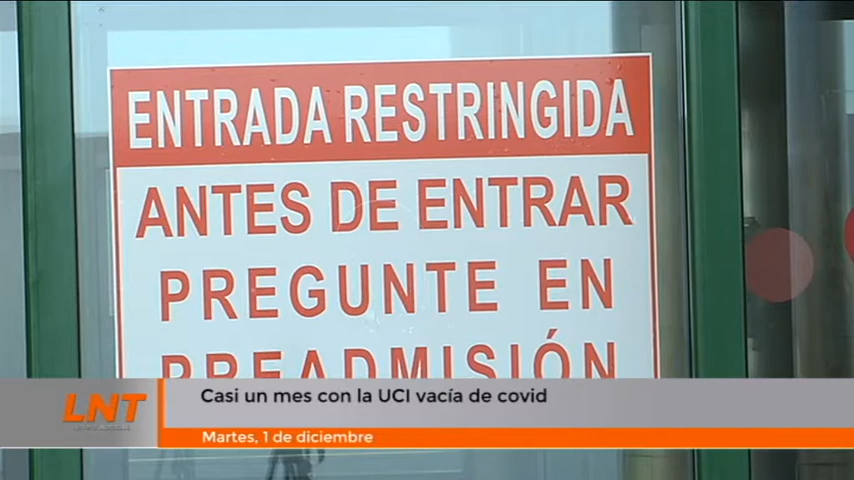 ENTRADA RESTRINGIDA
ANTES DE ENTRAR
PREGUNTE EN
PREADMISIÓN
LNT
Casi un mes con la UCI vacía de covid
Martes, 1 de diciembre